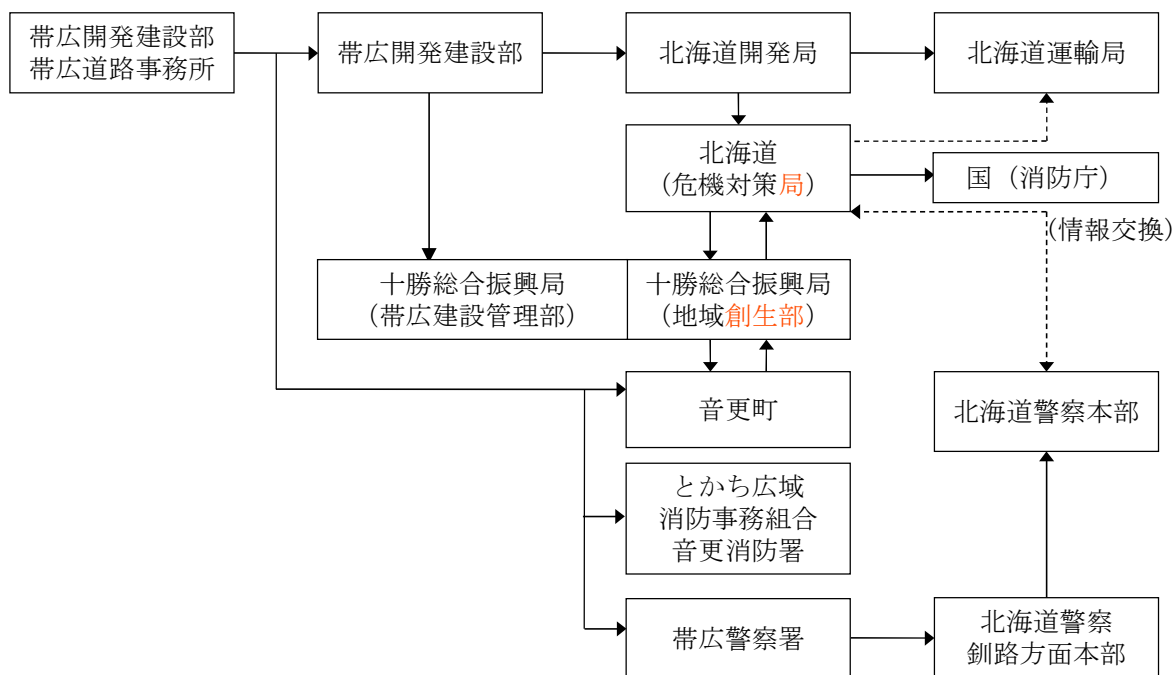 帯広開発建設部
帯広道路事務所
帯広開発建設部
北海道開発局
北海道運輸局
北海道
（危機対策局）
国（消防庁）
（情報交換）
十勝総合振興局
（帯広建設管理部）
十勝総合振興局
（地域創生部）
音更町
北海道警察本部
とかち広域
消防事務組合
音更消防署
帯広警察署
北海道警察
釧路方面本部